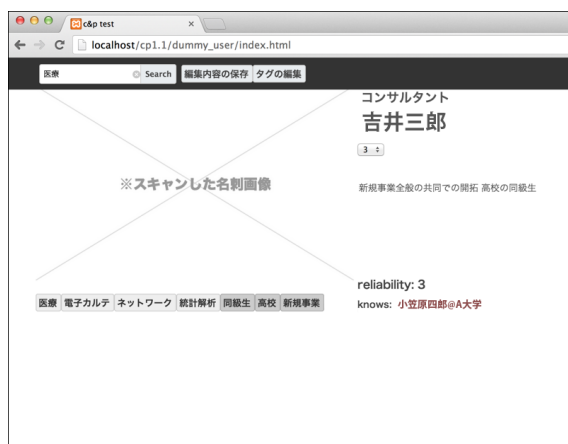 c&p test
localhost/cp1.1/dummy_user/index.html
医療 Search 編集内容の保存 タグの編集
コンサルタント
吉井三郎
3
※スキャンした名刺画像
新規事業全般の共同での開拓 高校の同級生
reliability: 3
医療 電子カルテ ネットワーク 統計解析 同級生 高校 新規事業
knows: 小笠原四郎@A大学